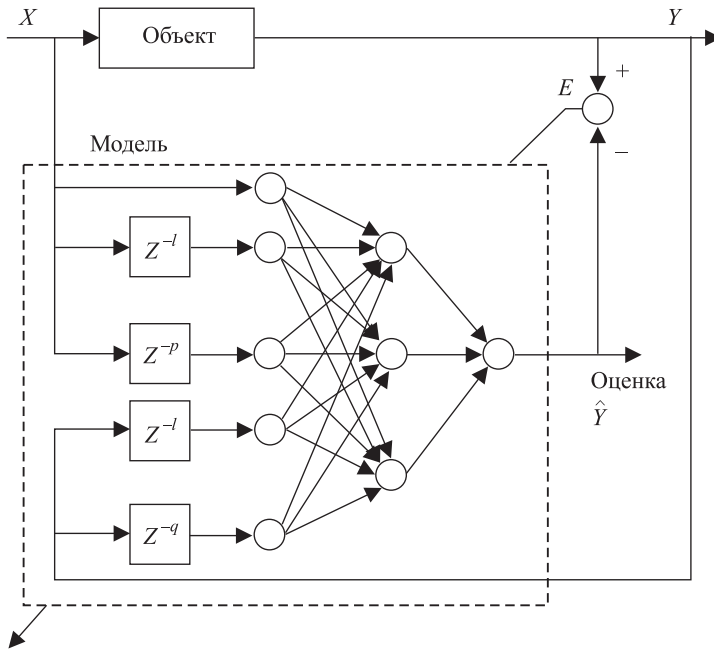 X
Y
Объект
+
E
Модель
–
Z⁻ˡ
Z⁻ᵖ
Оценка
Ŷ
Z⁻ˡ
Z^–q